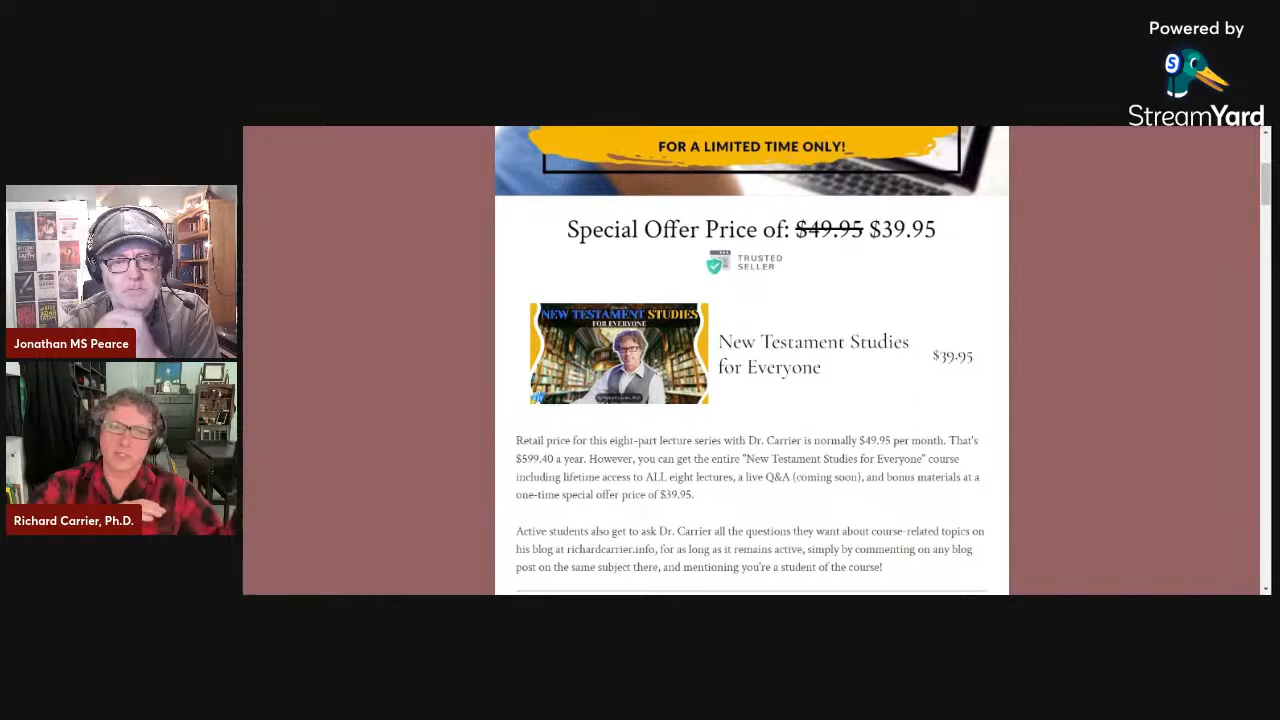 Powered by
S
StreamYard
FOR A LIMITED TIME ONLY!
Special Offer Price of: $49.95 $39.95
TRUSTED
SELLER
NEW TESTAMENT STUDIES
FOR EVERYONE
New Testament Studies
for Everyone
$39.95
Retail price for this eight-part lecture series with Dr. Carrier is normally $49.95 per month. That's
$599.40 a year. However, you can get the entire "New Testament Studies for Everyone" course
including lifetime access to ALL eight lectures, a live Q&A (coming soon), and bonus materials at a
one-time special offer price of $39.95.
Active students also get to ask Dr. Carrier all the questions they want about course-related topics on
his blog at richardcarrier.info, for as long as it remains active, simply by commenting on any blog
post on the same subject there, and mentioning you're a student of the course!
Jonathan MS Pearce
Richard Carrier, Ph.D.